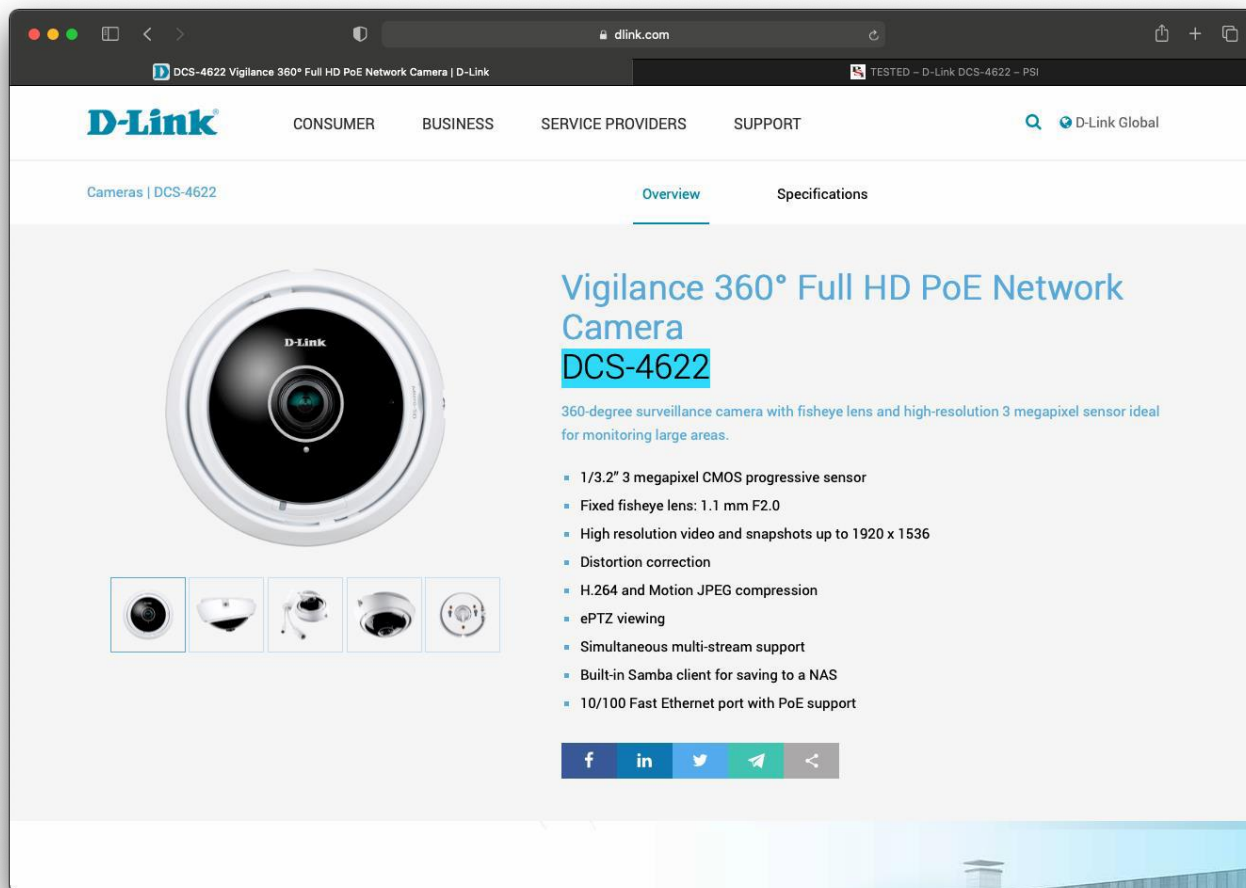 dlink.com
DCS-4622 Vigilance 360° Full HD PoE Network Camera | D-Link
TESTED – D-Link DCS-4622 – PSI
D-Link®
CONSUMER
BUSINESS
SERVICE PROVIDERS
SUPPORT
D-Link Global
Cameras | DCS-4622
Overview
Specifications
D-Link
Vigilance 360° Full HD PoE Network
Camera
DCS-4622
360-degree surveillance camera with fisheye lens and high-resolution 3 megapixel sensor ideal
for monitoring large areas.
1/3.2" 3 megapixel CMOS progressive sensor
Fixed fisheye lens: 1.1 mm F2.0
High resolution video and snapshots up to 1920 x 1536
Distortion correction
H.264 and Motion JPEG compression
ePTZ viewing
Simultaneous multi-stream support
Built-in Samba client for saving to a NAS
10/100 Fast Ethernet port with PoE support